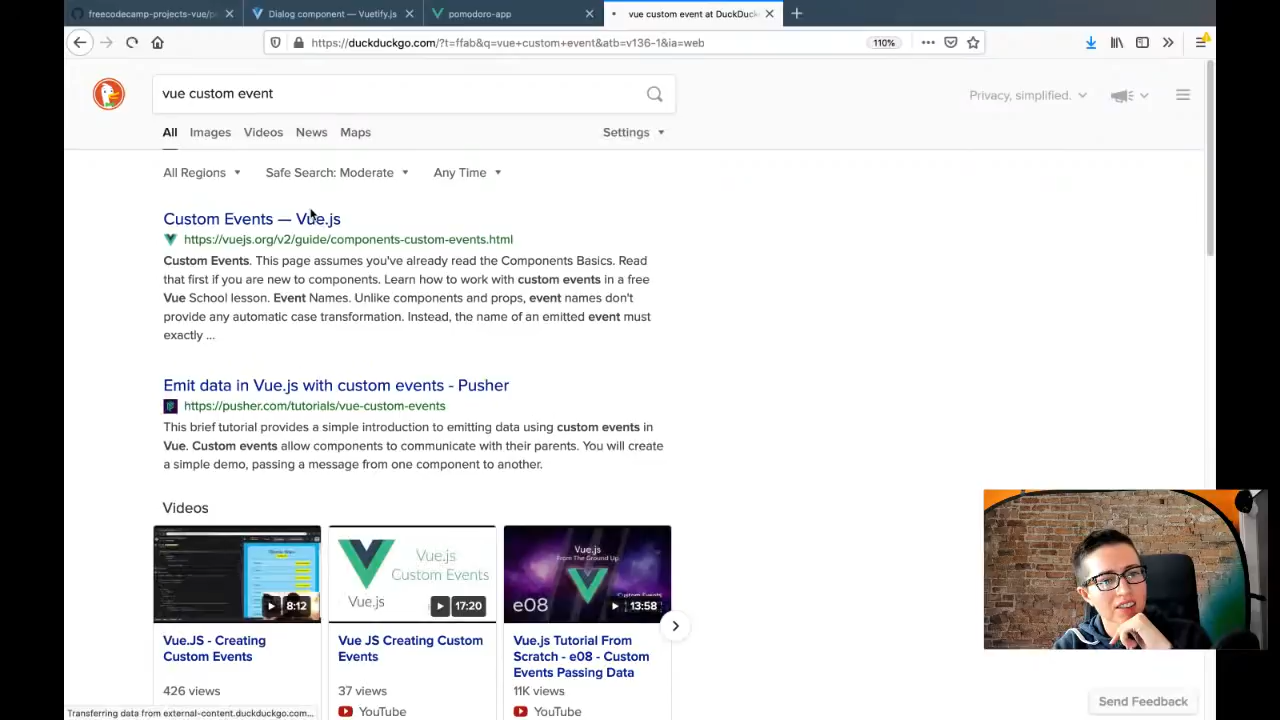 freecodecamp-projects-vue/p
Dialog component — Vuetify.js
pomodoro-app
vue custom event at DuckDuck
https://duckduckgo.com/?t=ffab&q=vue+custom+event&atb=v136-1&ia=web
110%
vue custom event
Privacy, simplified.
All
Images
Videos
News
Maps
Settings
All Regions
Safe Search: Moderate
Any Time
Custom Events — Vue.js
https://vuejs.org/v2/guide/components-custom-events.html
Custom Events. This page assumes you've already read the Components Basics. Read
that first if you are new to components. Learn how to work with custom events in a free
Vue School lesson. Event Names. Unlike components and props, event names don't
provide any automatic case transformation. Instead, the name of an emitted event must
exactly ...
Emit data in Vue.js with custom events - Pusher
https://pusher.com/tutorials/vue-custom-events
This brief tutorial provides a simple introduction to emitting data using custom events in
Vue. Custom events allow components to communicate with their parents. You will create
a simple demo, passing a message from one component to another.
Videos
8:12
Vue.js
Custom Events
Vue.js
17:20
Vue.js
From The Ground Up
e08
13:58
Vue.JS - Creating
Custom Events
426 views
Vue JS Creating Custom
Events
37 views
YouTube
Vue.js Tutorial From
Scratch - e08 - Custom
Events Passing Data
11K views
YouTube
Send Feedback
Transferring data from external-content.duckduckgo.com...